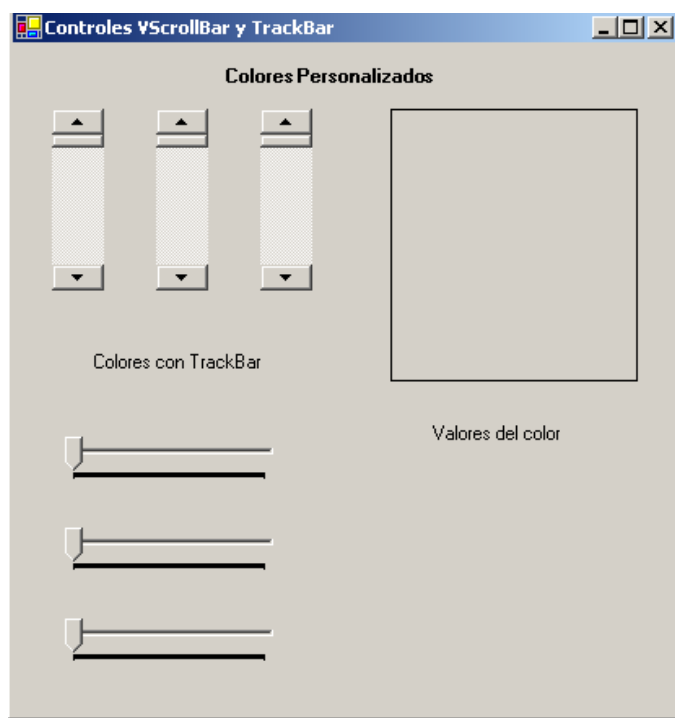 Controles VScrollBar y TrackBar
Colores Personalizados
Colores con TrackBar
Valores del color